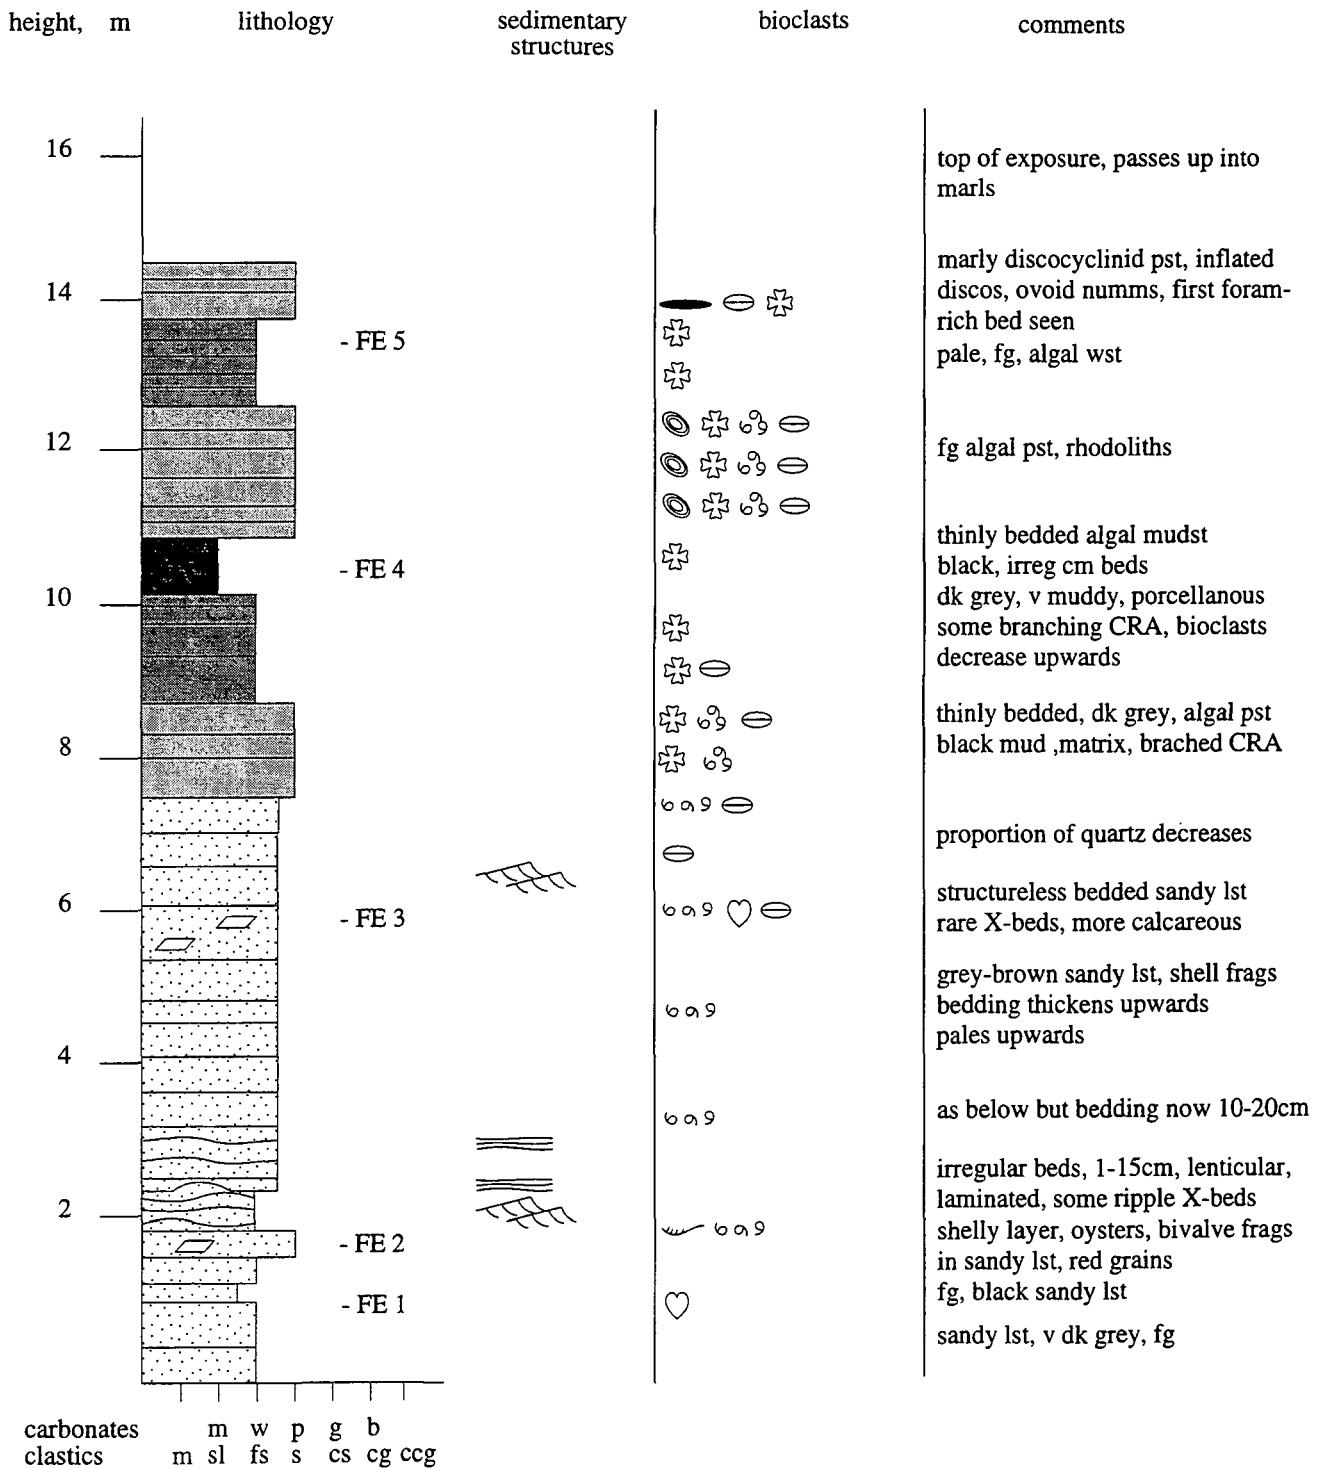 height, m lithology sedimentary structures bioclasts comments
16
top of exposure, passes up into
marls
marly discocyclinid pst, inflated
14
discos, ovoid numms, first foram-
rich bed seen
- FE 5
pale, fg, algal wst
12
fg algal pst, rhodoliths
thinly bedded algal mudst
- FE 4
black, irreg cm beds
10
dk grey, v muddy, porcellanous
some branching CRA, bioclasts
decrease upwards
thinly bedded, dk grey, algal pst
8
black mud ,matrix, brached CRA
proportion of quartz decreases
structureless bedded sandy lst
6
- FE 3
rare X-beds, more calcareous
grey-brown sandy lst, shell frags
bedding thickens upwards
pales upwards
4
as below but bedding now 10-20cm
irregular beds, 1-15cm, lenticular,
laminated, some ripple X-beds
2
shelly layer, oysters, bivalve frags
- FE 2
in sandy lst, red grains
fg, black sandy lst
- FE 1
sandy lst, v dk grey, fg
carbonates m w p g b
clastics m sl fs s cs cg ccg